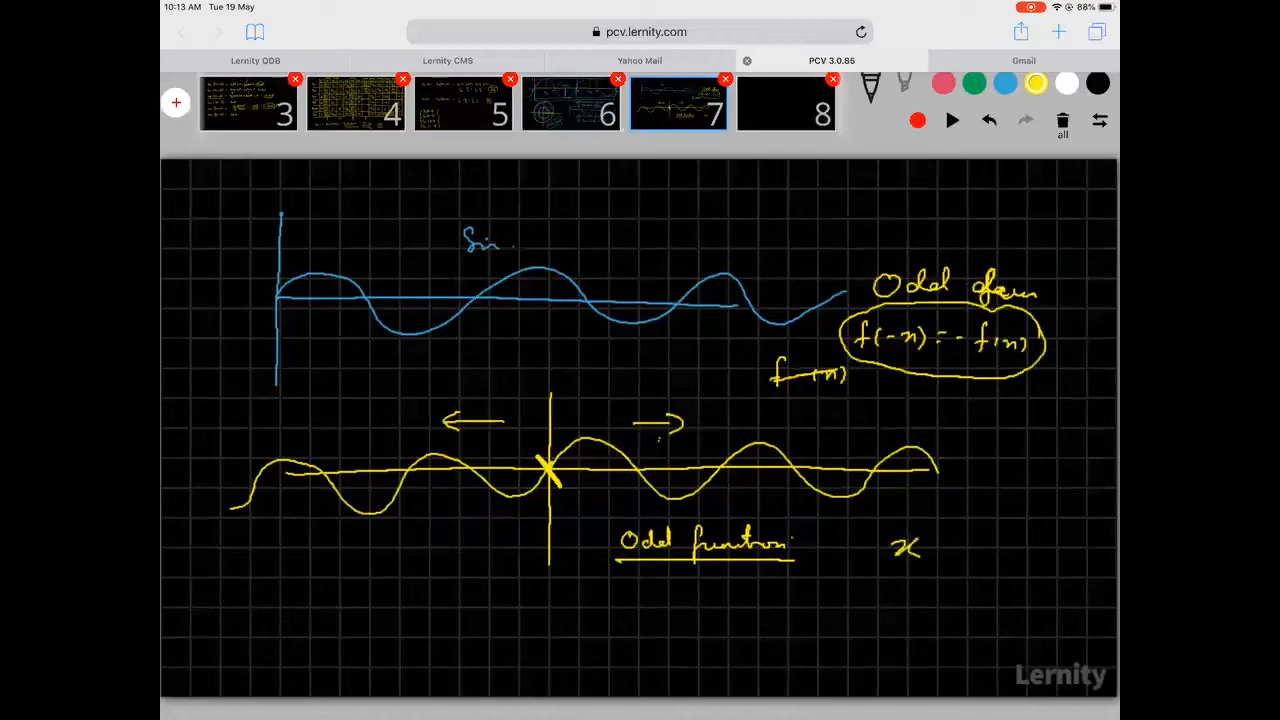 10:13 AM Tue 19 May
88%
pcv.lernity.com
Lernity QDB
Lernity CMS
Yahoo Mail
PCV 3.0.85
Gmail
3
4
5
6
7
8
all
Sin
Odd
f(-x) = - f(x)
f (x)
Odd function
x
Lernity